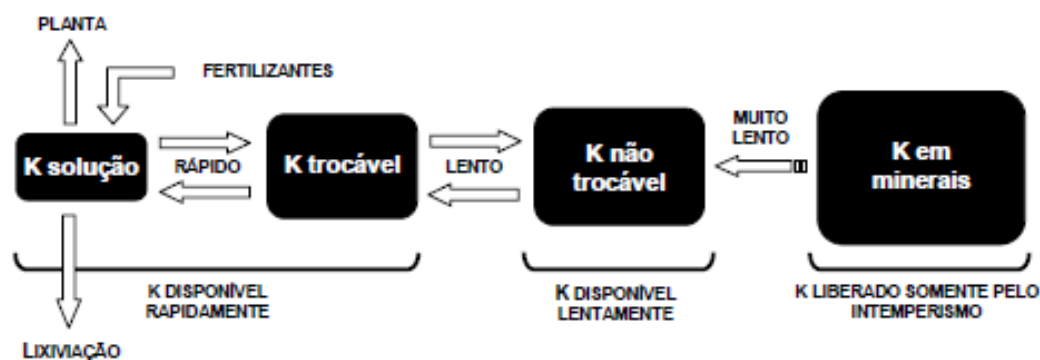 PLANTA
FERTILIZANTES
K solução
RÁPIDO
K trocável
LENTO
K não
trocável
MUITO
LENTO
K em
minerais
K DISPONÍVEL
RAPIDAMENTE
K DISPONÍVEL
LENTAMENTE
K LIBERADO SOMENTE PELO
INTEMPERISMO
LIXIVIAÇÃO